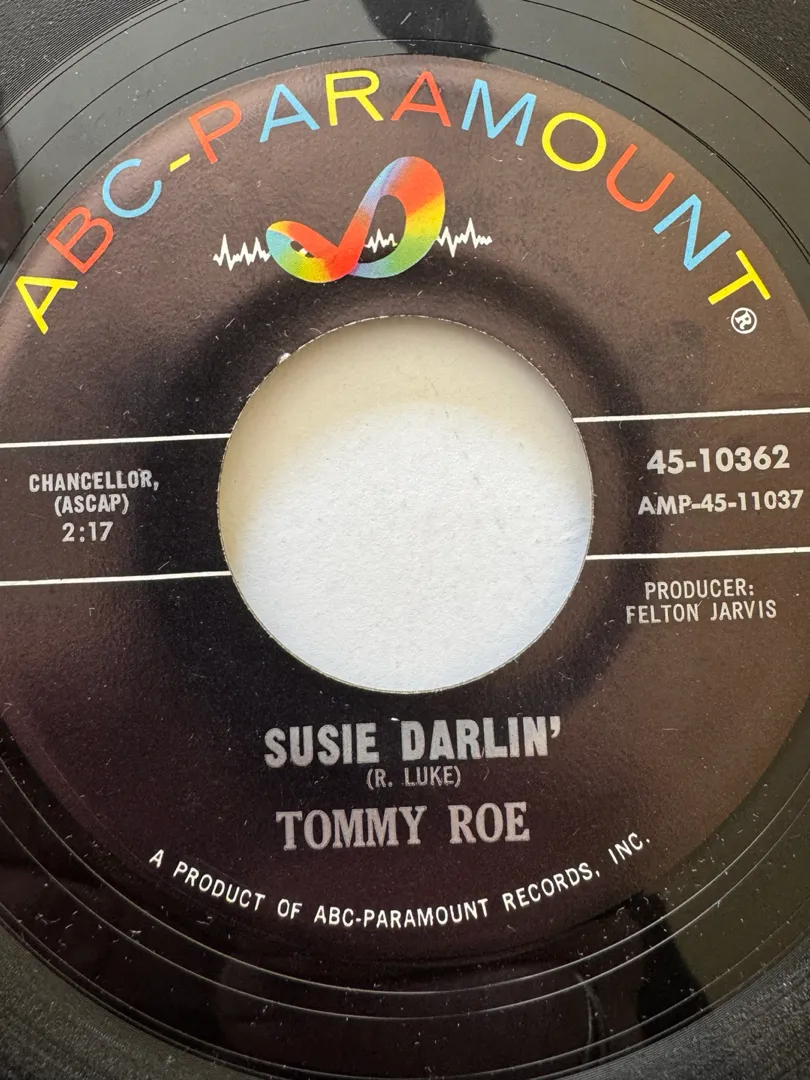 ABC-PARAMOUNT®
CHANCELLOR,
(ASCAP)
2:17
45-10362
AMP-45-11037
PRODUCER:
FELTON JARVIS
SUSIE DARLIN'
(R. LUKE)
TOMMY ROE
A PRODUCT OF ABC-PARAMOUNT RECORDS, INC.